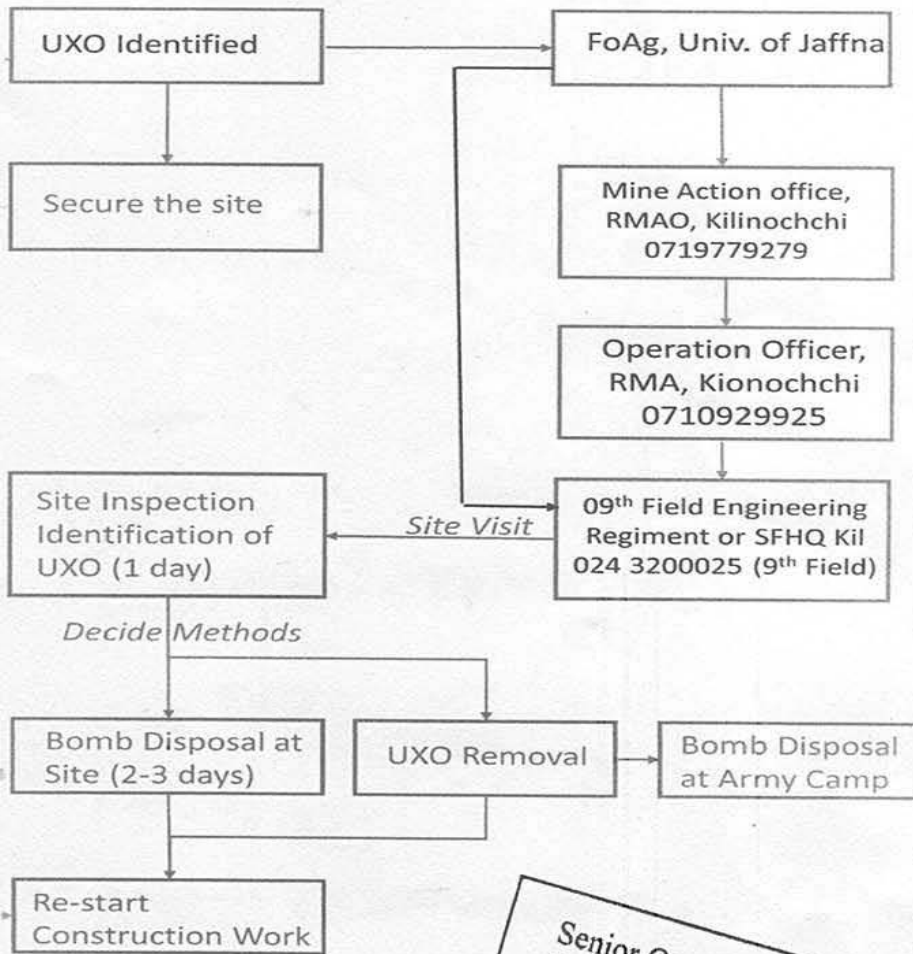 UXO Identified
FoAg, Univ. of Jaffna
Secure the site
Mine Action office,
RMAO, Kilinochchi
0719779279
Operation Officer,
RMA, Kionochchi
0710929925
09th Field Engineering
Regiment or SFHQ Kil
024 3200025 (9th Field)
Site Visit
Site Inspection
Identification of
UXO (1 day)
Decide Methods
Bomb Disposal at
Site (2-3 days)
UXO Removal
Bomb Disposal
at Army Camp
Re-start
Construction Work
Senior